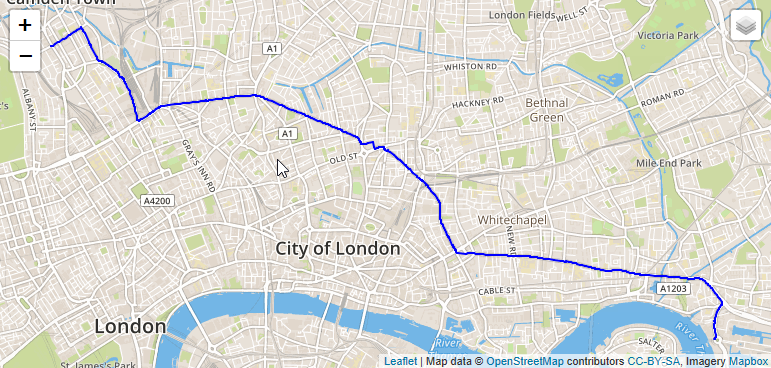 Camden Town
+
−
London Fields
WELL ST
Victoria Park
A1
WHISTON RD
ROMAN RD
HACKNEY RD
Bethnal
Green
ALBANY ST
A1
GRAY'S INN RD
OLD ST
Mile End Park
A4200
Whitechapel
NEW RD
City of London
CABLE ST
A1203
London
River
River T
SALTER
St. James's Park
Leaflet | Map data © OpenStreetMap contributors CC-BY-SA, Imagery Mapbox